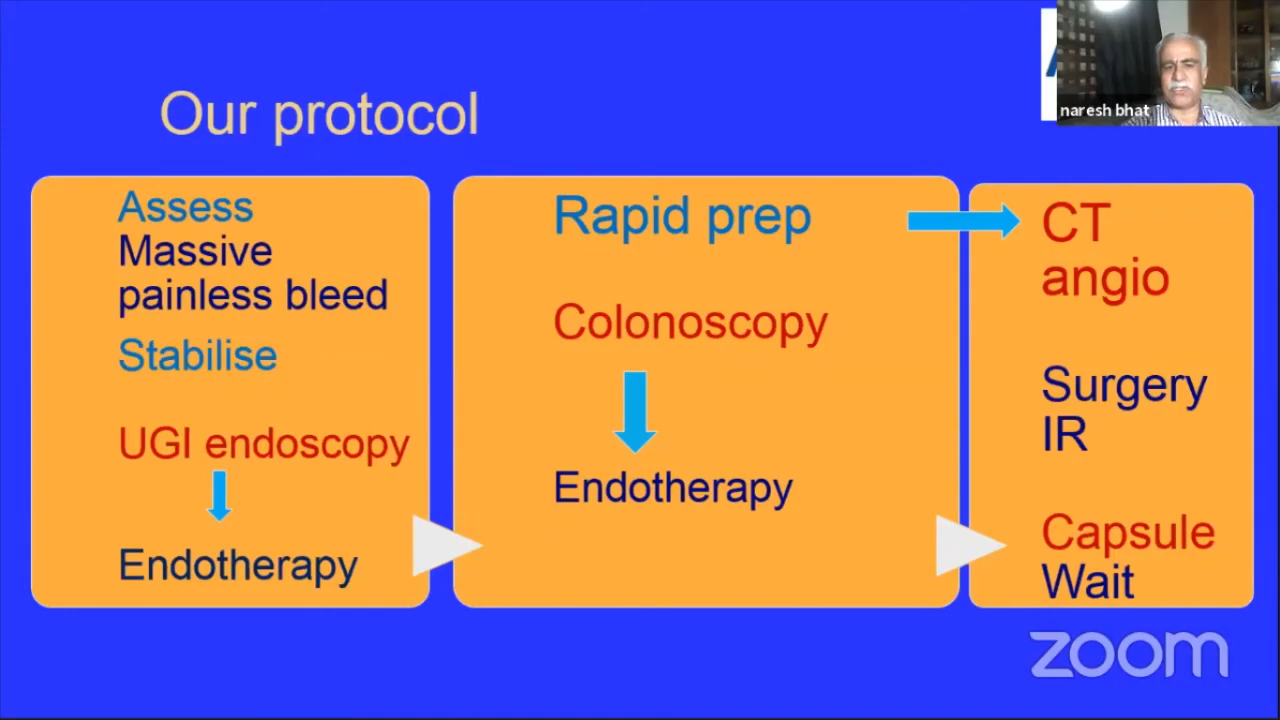 Our protocol
naresh bhat
Assess
Massive
painless bleed
Stabilise
UGI endoscopy
Endotherapy
Rapid prep
Colonoscopy
Endotherapy
CT
angio
Surgery
IR
Capsule
Wait
zoom